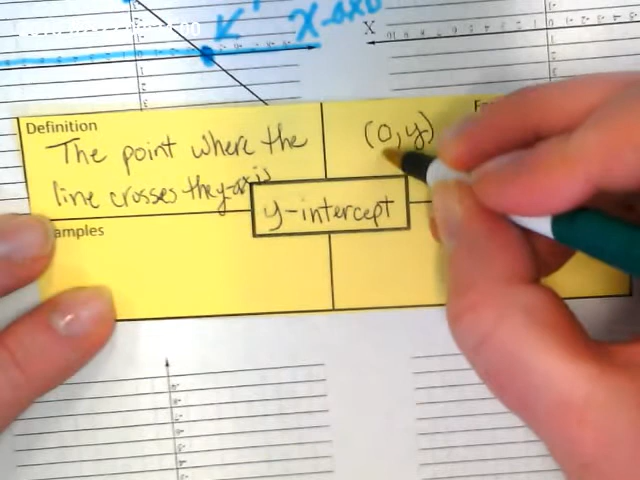 x-axis
X
Definition
The point where the
line crosses the y-axis
(0,y)
y-intercept
amples